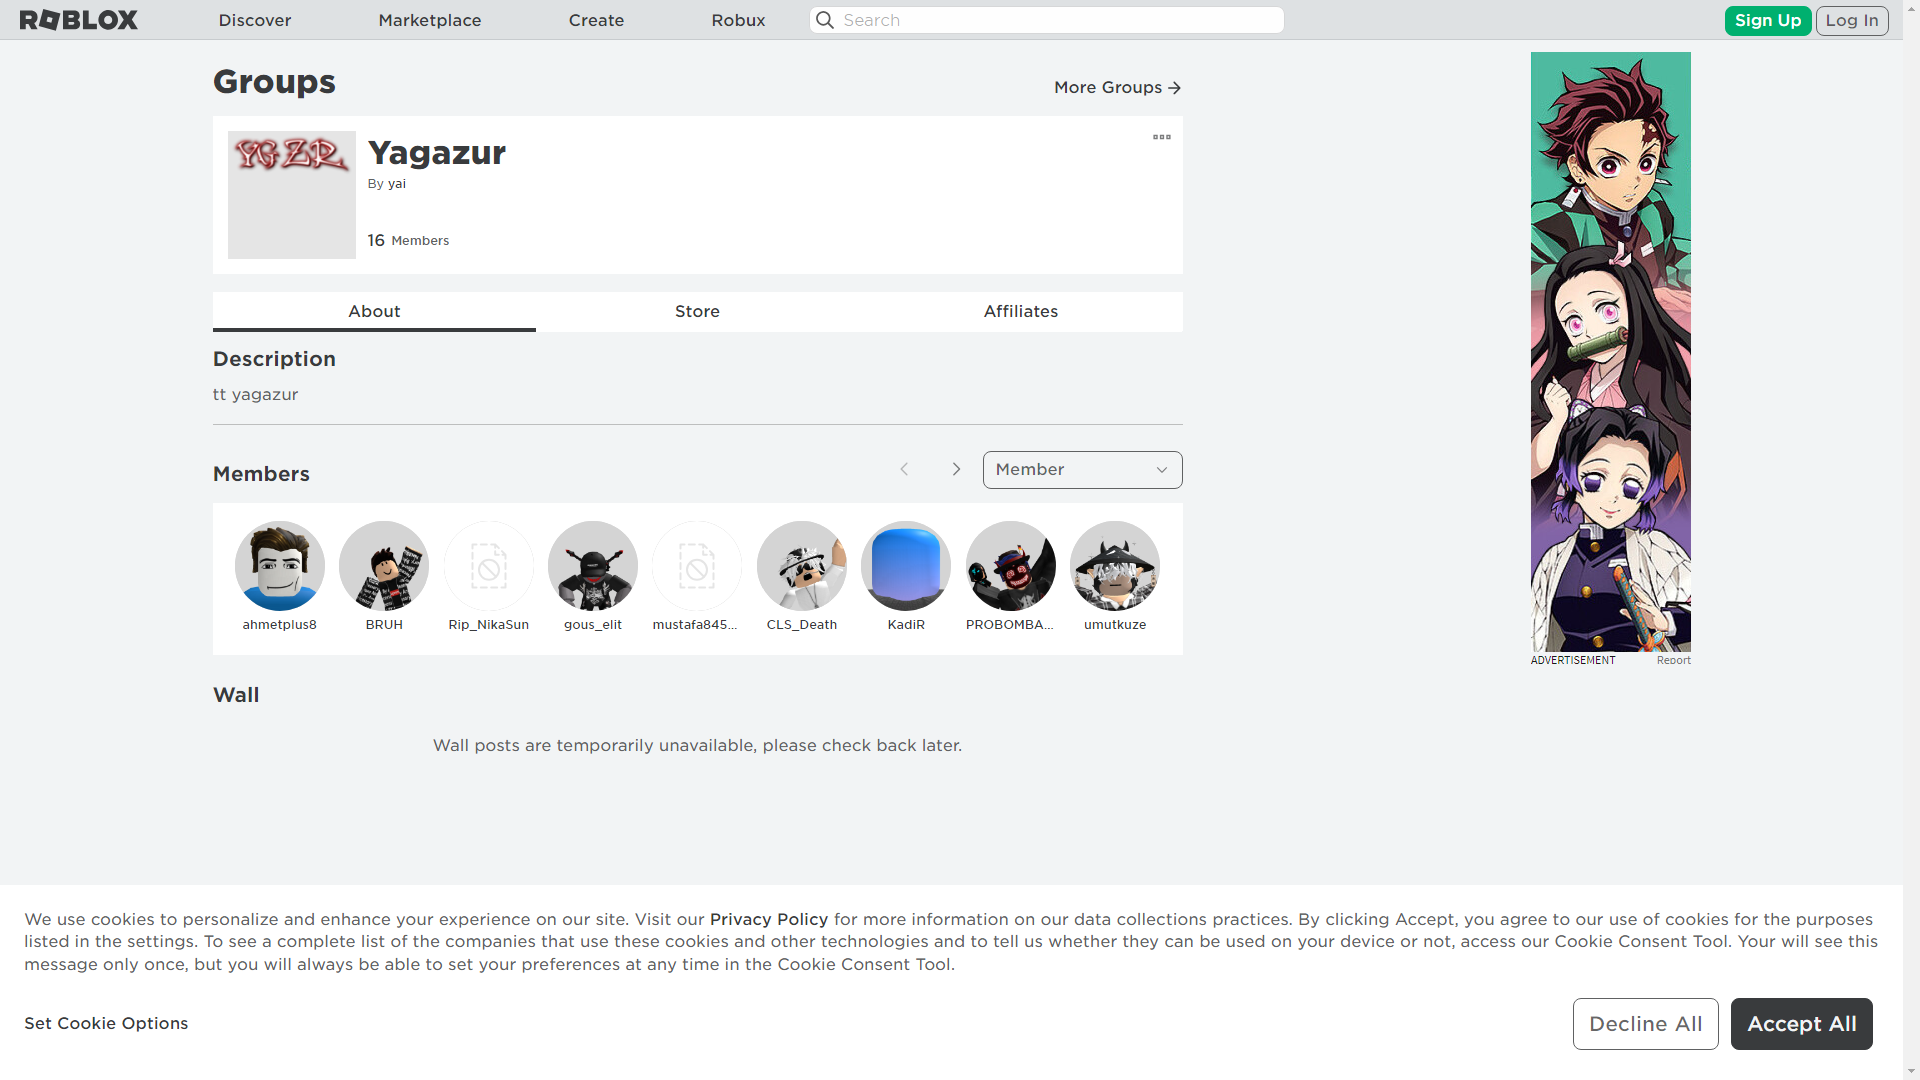 ROBLOX Discover Marketplace Create Robux Search Sign Up Log In
Groups
More Groups
YGZR
Yagazur
By yai
16 Members
About Store Affiliates
Description
tt yagazur
Members
Member
ahmetplus8 BRUH Rip_NikaSun gous_elit mustafa845... CLS_Death KadiR PROBOMBA... umutkuze
Wall
Wall posts are temporarily unavailable, please check back later.
ADVERTISEMENT Report
We use cookies to personalize and enhance your experience on our site. Visit our Privacy Policy for more information on our data collections practices. By clicking Accept, you agree to our use of cookies for the purposes
listed in the settings. To see a complete list of the companies that use these cookies and other technologies and to tell us whether they can be used on your device or not, access our Cookie Consent Tool. Your will see this
message only once, but you will always be able to set your preferences at any time in the Cookie Consent Tool.
Set Cookie Options
Decline All Accept All